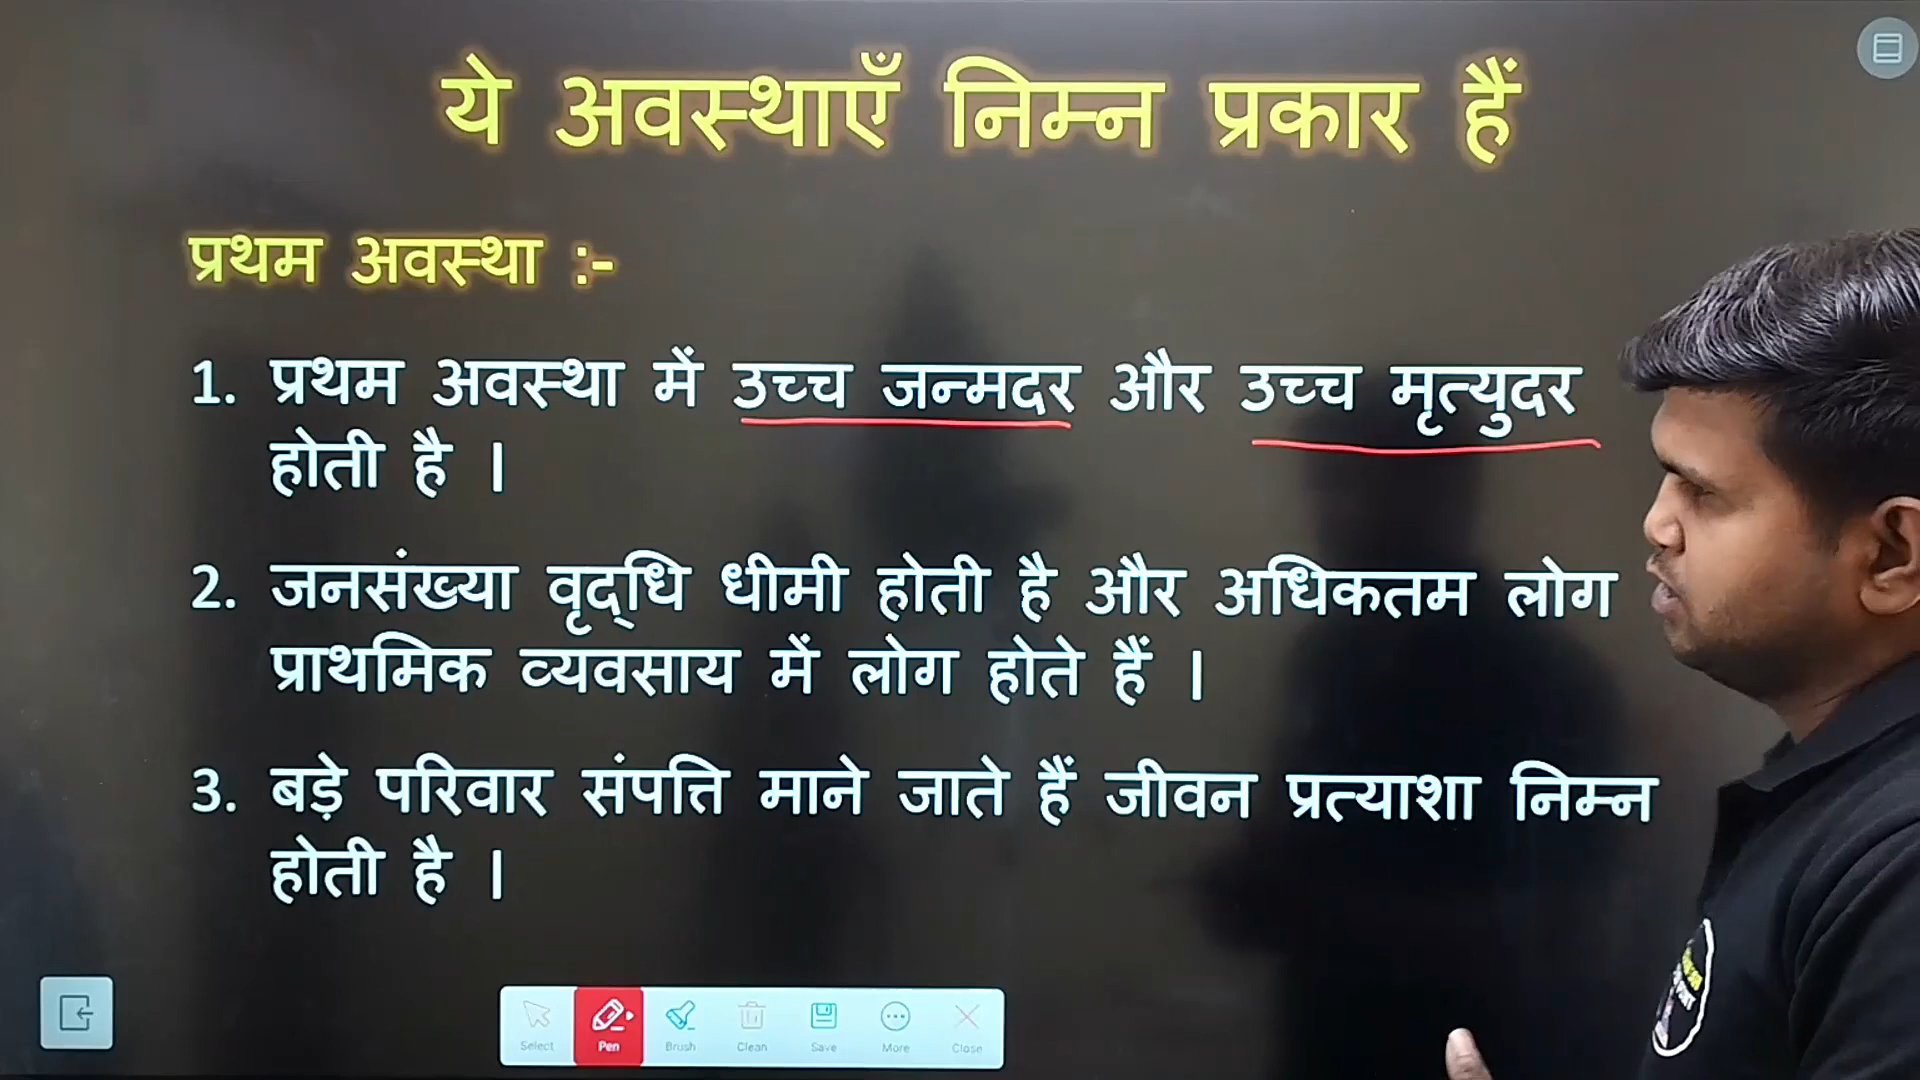 ये अवस्थाएँ निम्न प्रकार हैं
प्रथम अवस्था :-
1. प्रथम अवस्था में उच्च जन्मदर और उच्च मृत्युदर
होती है ।
2. जनसंख्या वृद्धि धीमी होती है और अधिकतम लोग
प्राथमिक व्यवसाय में लोग होते हैं ।
3. बड़े परिवार संपत्ति माने जाते हैं जीवन प्रत्याशा निम्न
होती है ।
Select Pen Brush Clean Save More Close